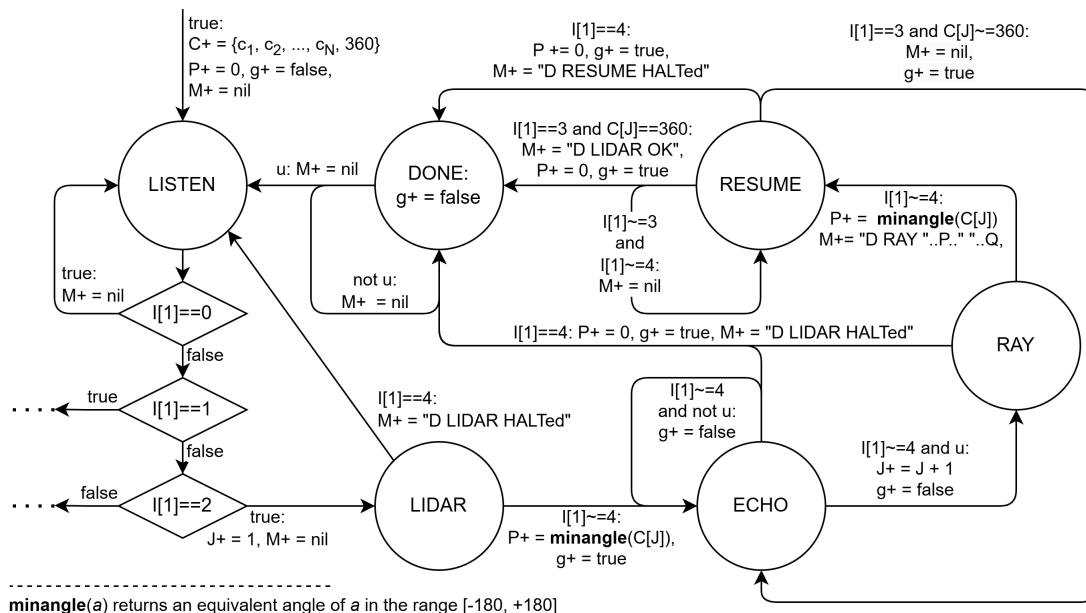 true:
C+ = {c1, c2, ..., cN, 360}
P+ = 0, g+ = false,
M+ = nil
I[1]==4:
P += 0, g+ = true,
M+ = "D RESUME HALTed"
I[1]==3 and C[J]~=360:
M+ = nil,
g+ = true
LISTEN
u: M+ = nil
DONE:
g+ = false
I[1]==3 and C[J]==360:
M+ = "D LIDAR OK",
P+ = 0, g+ = true
RESUME
I[1]~=4:
P+ = minangle(C[J])
M+= "D RAY "..P.." "..Q,
I[1]~=3
and
I[1]~=4:
M+ = nil
true:
M+ = nil
not u:
M+ = nil
I[1]==0
false
I[1]==4: P+ = 0, g+ = true, M+ = "D LIDAR HALTed"
RAY
true
I[1]==1
false
I[1]==4:
M+ = "D LIDAR HALTed"
I[1]~=4
and not u:
g+ = false
I[1]~=4 and u:
J+ = J + 1
g+ = false
false
I[1]==2
true:
J+ = 1, M+ = nil
LIDAR
I[1]~=4:
P+ = minangle(C[J]),
g+ = true
ECHO
minangle(a) returns an equivalent angle of a in the range [-180, +180]